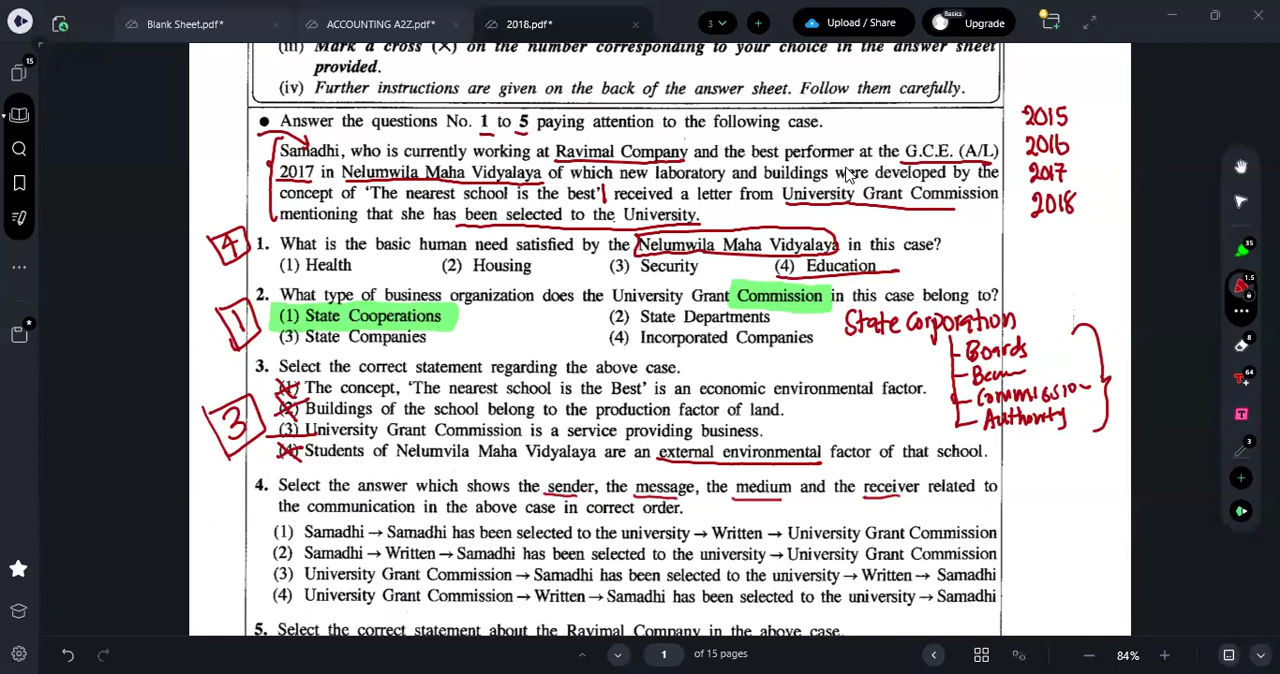 Blank Sheet.pdf*
ACCOUNTING A2Z.pdf*
2018.pdf*
3
Upload / Share
Basics
Upgrade
15
(iii) Mark a cross (X) on the number corresponding to your choice in the answer sheet
provided.
(iv) Further instructions are given on the back of the answer sheet. Follow them carefully.
● Answer the questions No. 1 to 5 paying attention to the following case.
Samadhi, who is currently working at Ravimal Company and the best performer at the G.C.E. (A/L)
2017 in Nelumwila Maha Vidyalaya of which new laboratory and buildings were developed by the
concept of 'The nearest school is the best' received a letter from University Grant Commission
mentioning that she has been selected to the University.
2015
2016
2017
2018
4
1. What is the basic human need satisfied by the Nelumwila Maha Vidyalaya in this case?
(1) Health (2) Housing (3) Security (4) Education
1
2. What type of business organization does the University Grant Commission in this case belong to?
(1) State Cooperations (2) State Departments
(3) State Companies (4) Incorporated Companies
State Corporation
Boards
Commission
Authority
3
3. Select the correct statement regarding the above case.
(1) The concept, 'The nearest school is the Best' is an economic environmental factor.
(2) Buildings of the school belong to the production factor of land.
(3) University Grant Commission is a service providing business.
(4) Students of Nelumvila Maha Vidyalaya are an external environmental factor of that school.
4. Select the answer which shows the sender, the message, the medium and the receiver related to
the communication in the above case in correct order.
(1) Samadhi → Samadhi has been selected to the university → Written → University Grant Commission
(2) Samadhi → Written → Samadhi has been selected to the university → University Grant Commission
(3) University Grant Commission → Samadhi has been selected to the university → Written → Samadhi
(4) University Grant Commission → Written → Samadhi has been selected to the university → Samadhi
5. Select the correct statement about the Ravimal Company in the above case.
35
1.5
8
64
T
3
1 of 15 pages
84%